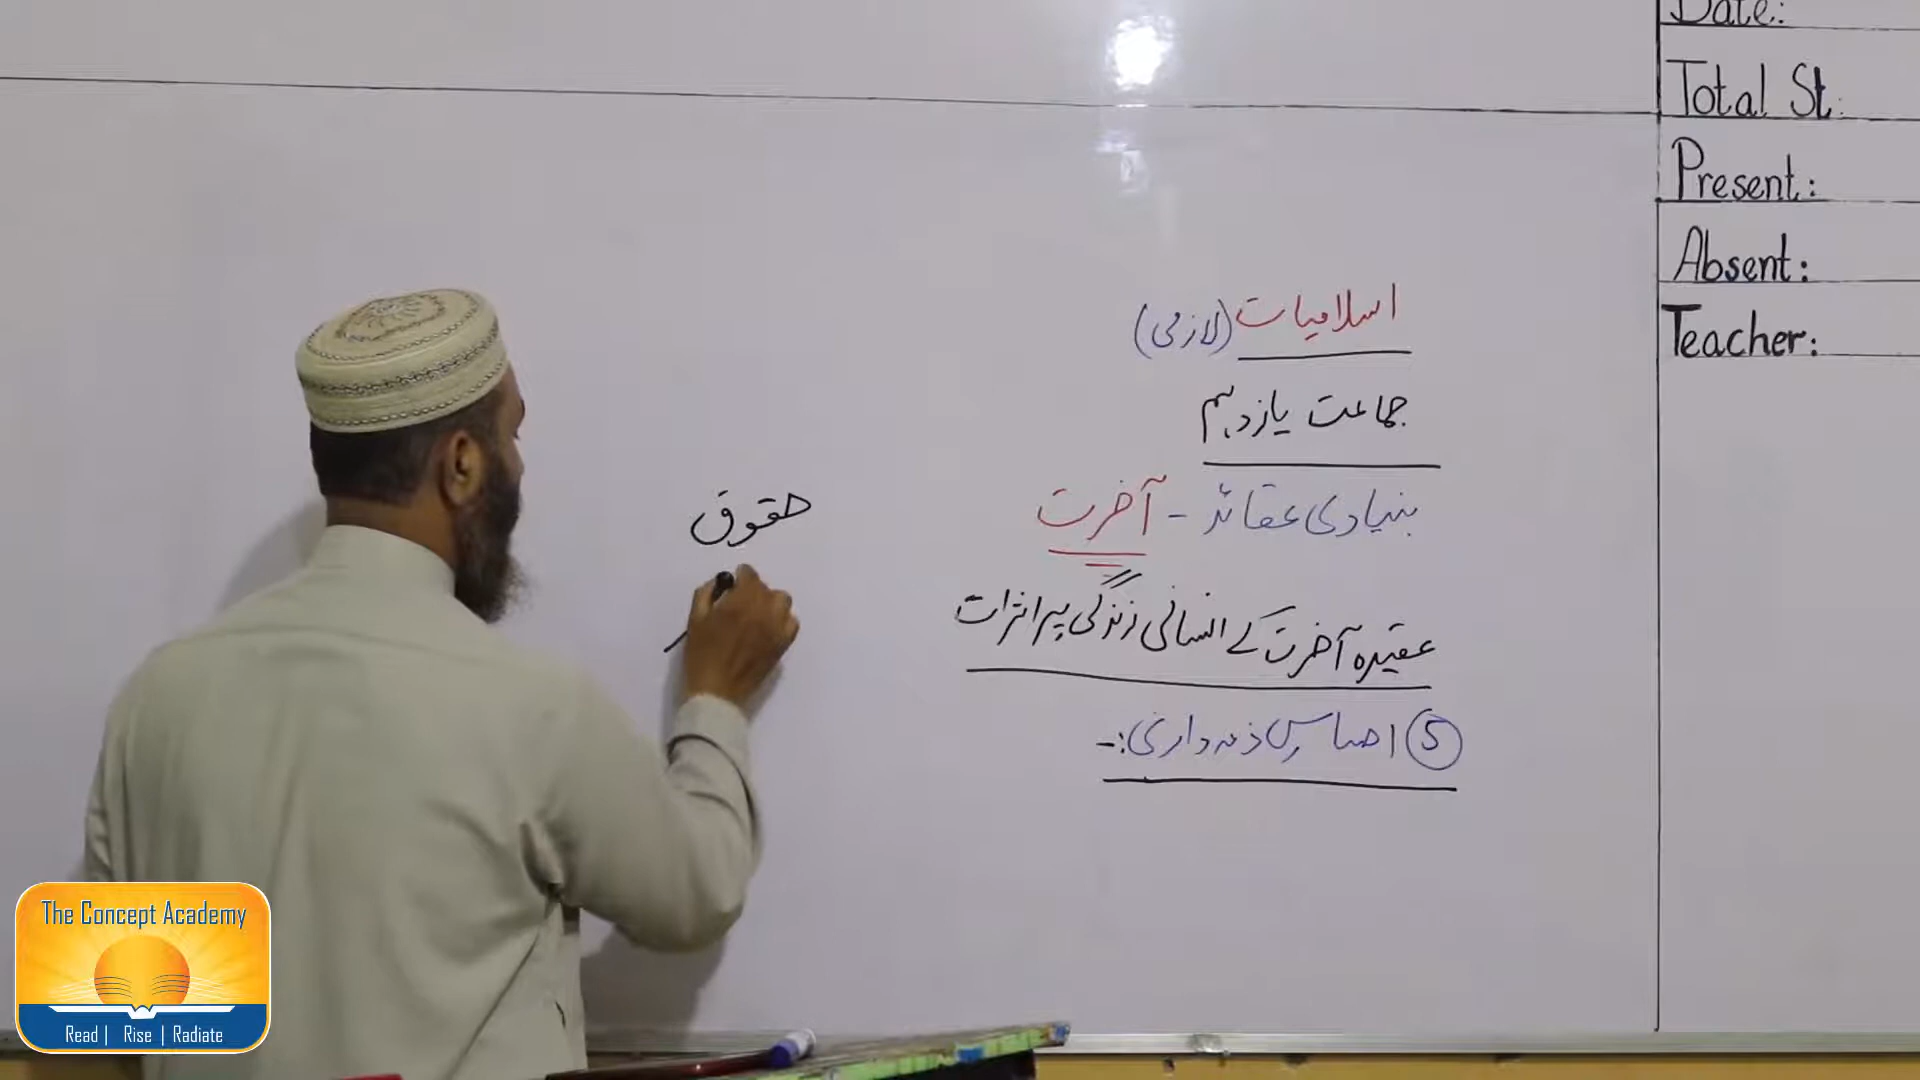 Date:
Total St:
Present:
Absent:
Teacher:
اسلامیات (لازمی)
جماعت یازدہم
بنیادی عقائد - آخرت
عقیدہ آخرت کے انسانی زندگی پر اثرات
5 احساس ذمہ داری :-
حقوق
The Concept Academy
Read | Rise | Radiate